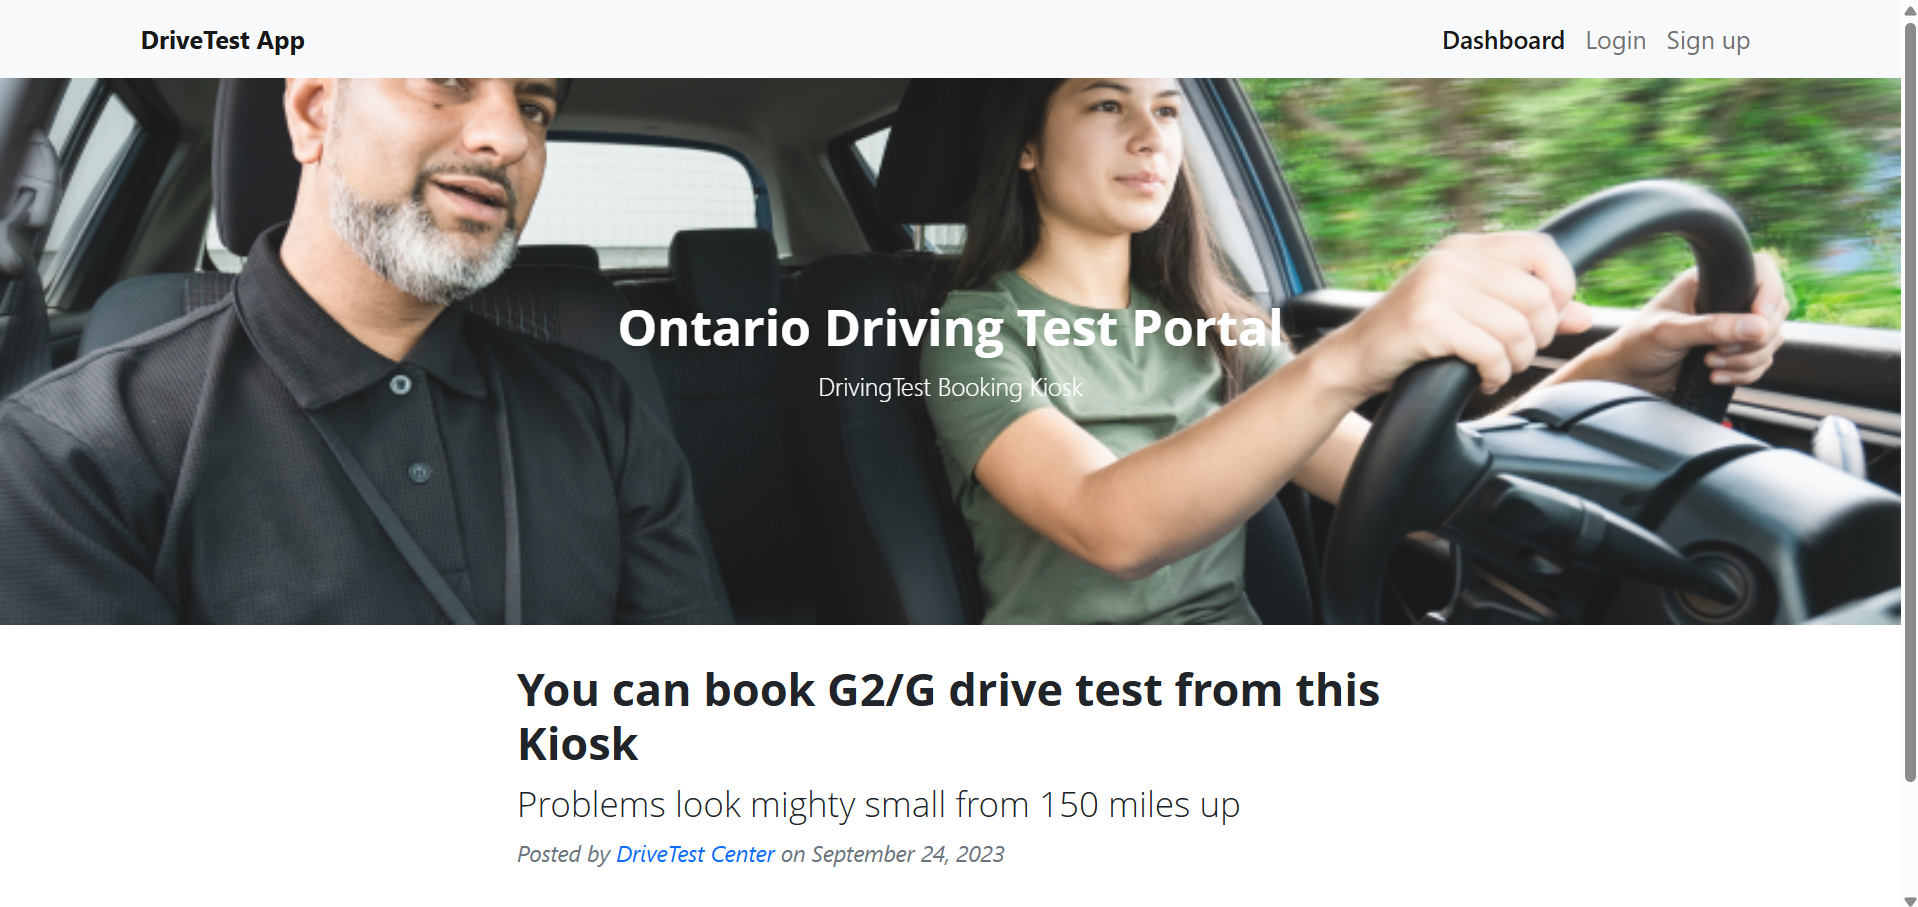 DriveTest App
Dashboard Login Sign up
Ontario Driving Test Portal
DrivingTest Booking Kiosk
You can book G2/G drive test from this
Kiosk
Problems look mighty small from 150 miles up
Posted by DriveTest Center on September 24, 2023